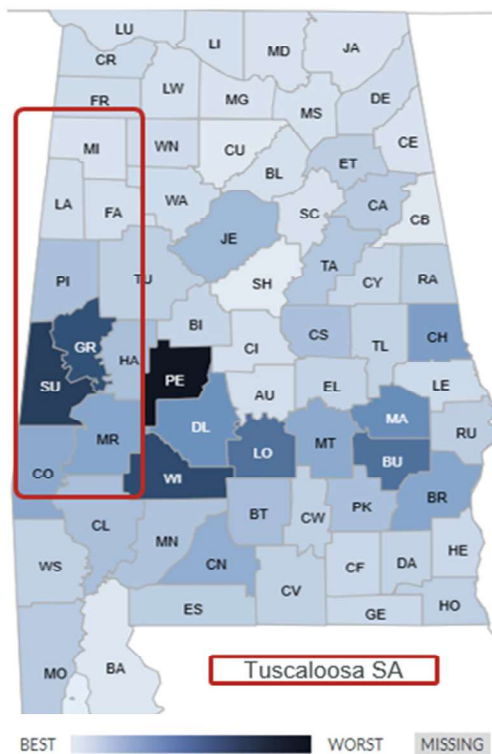 LU LI MD JA
CR
FR LW MG MS DE
MI WN CU ET CE
BL
LA FA WA SC CA CB
JE
PI TU SH TA CY RA
BI
GR HA CI CS TL CH
SU PE AU EL LE
MR DL LO MT MA RU
CO WI BU
BT CW PK BR
CL MN
WS CN CF DA HE
CV
ES GE HO
MO BA
Tuscaloosa SA
BEST WORST MISSING